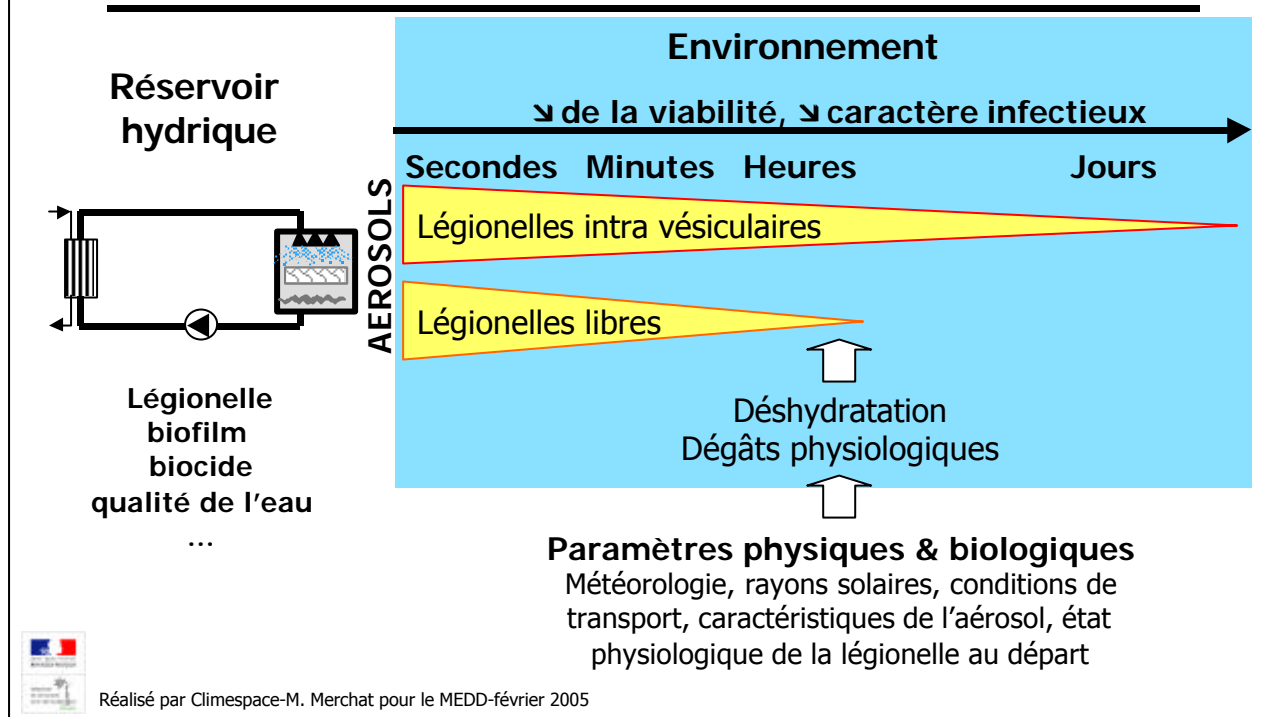 Réservoir
hydrique
Environnement
↘ de la viabilité, ↘ caractère infectieux
Secondes Minutes Heures Jours
AEROSOLS
Légionelles intra vésiculaires
Légionelles libres
Légionelle
biofilm
biocide
qualité de l'eau
...
Déshydratation
Dégâts physiologiques
Paramètres physiques & biologiques
Météorologie, rayons solaires, conditions de
transport, caractéristiques de l'aérosol, état
physiologique de la légionelle au départ
Réalisé par Climespace-M. Merchat pour le MEDD-février 2005